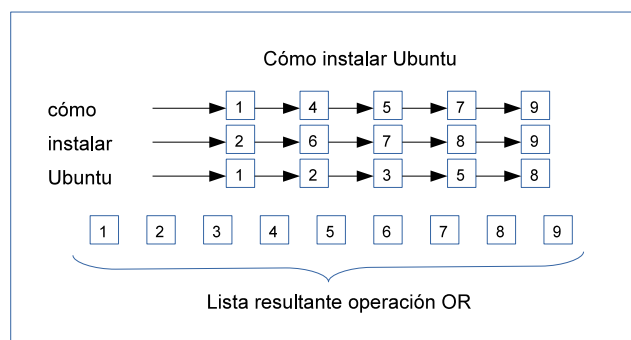 Cómo instalar Ubuntu
cómo 1 4 5 7 9
instalar 2 6 7 8 9
Ubuntu 1 2 3 5 8
1 2 3 4 5 6 7 8 9
Lista resultante operación OR